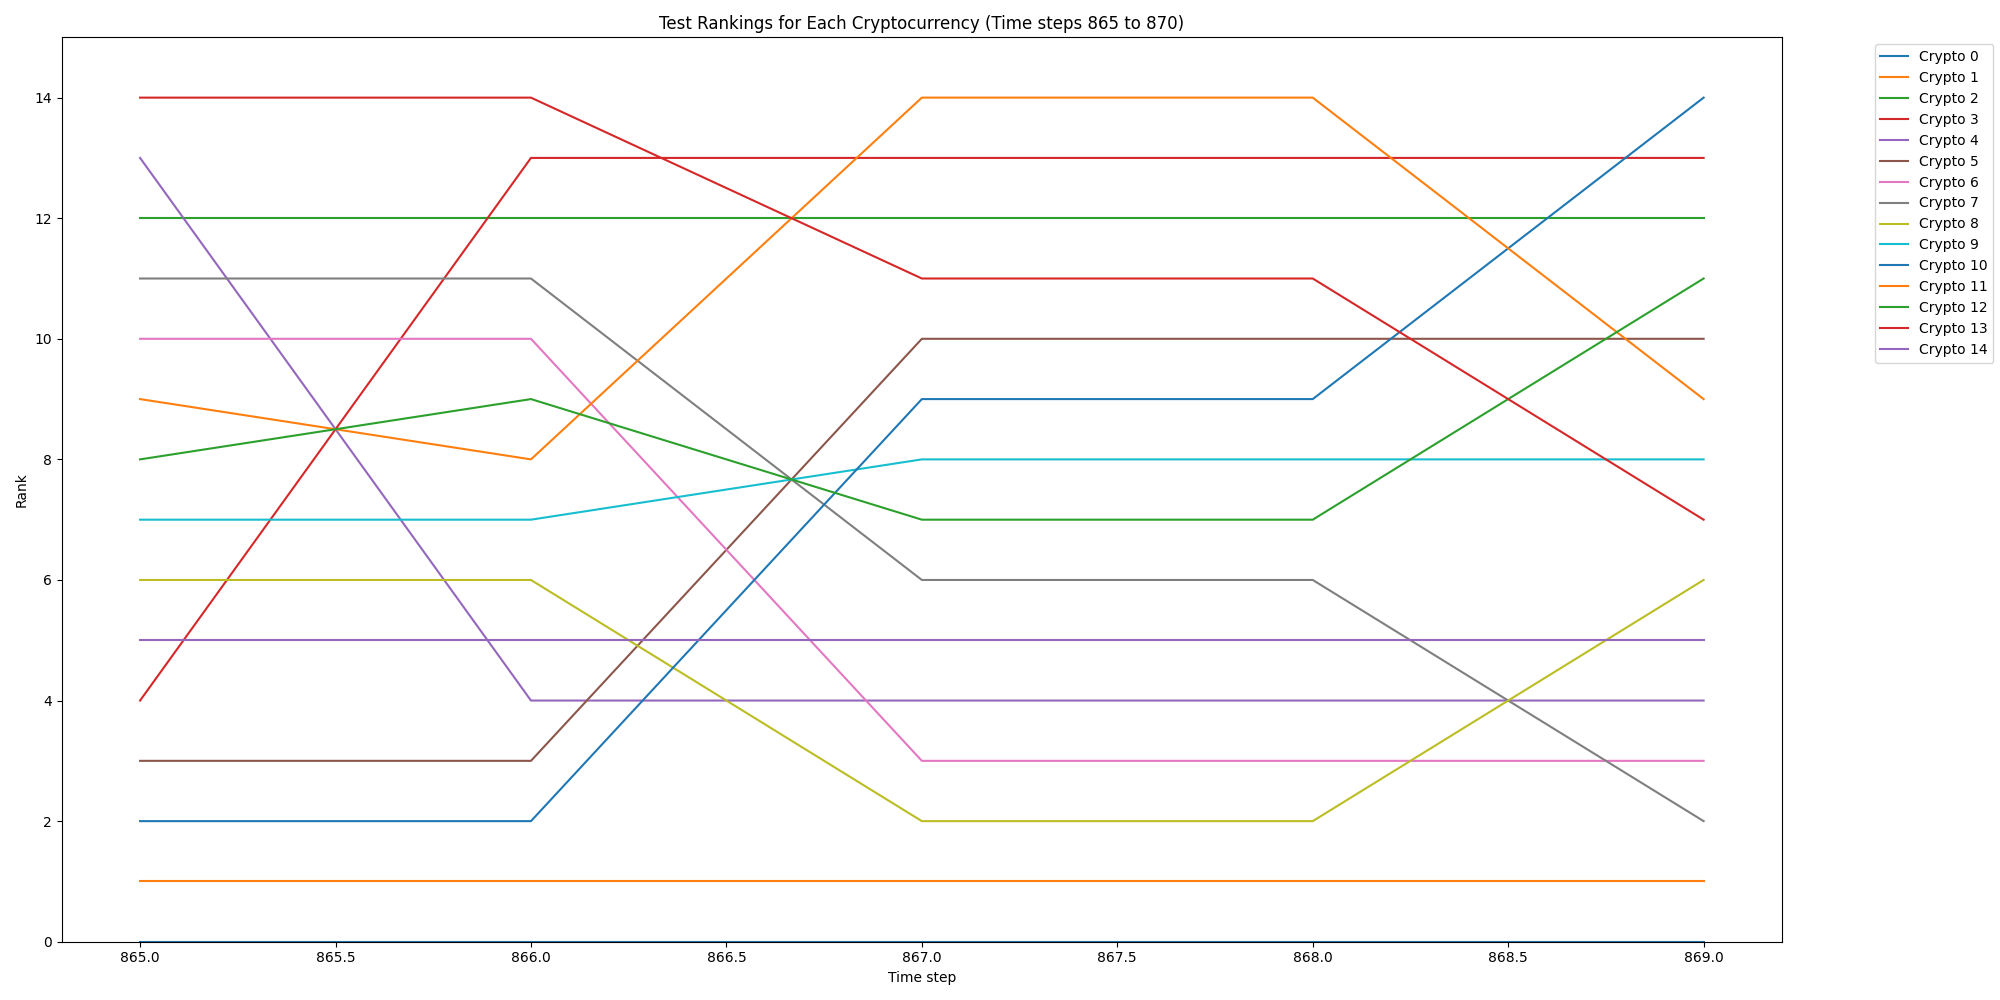 Test Rankings for Each Cryptocurrency (Time steps 865 to 870)
14
12
10
8
6
4
2
0
Rank
865.0 865.5 866.0 866.5 867.0 867.5 868.0 868.5 869.0
Time step
Crypto 0
Crypto 1
Crypto 2
Crypto 3
Crypto 4
Crypto 5
Crypto 6
Crypto 7
Crypto 8
Crypto 9
Crypto 10
Crypto 11
Crypto 12
Crypto 13
Crypto 14